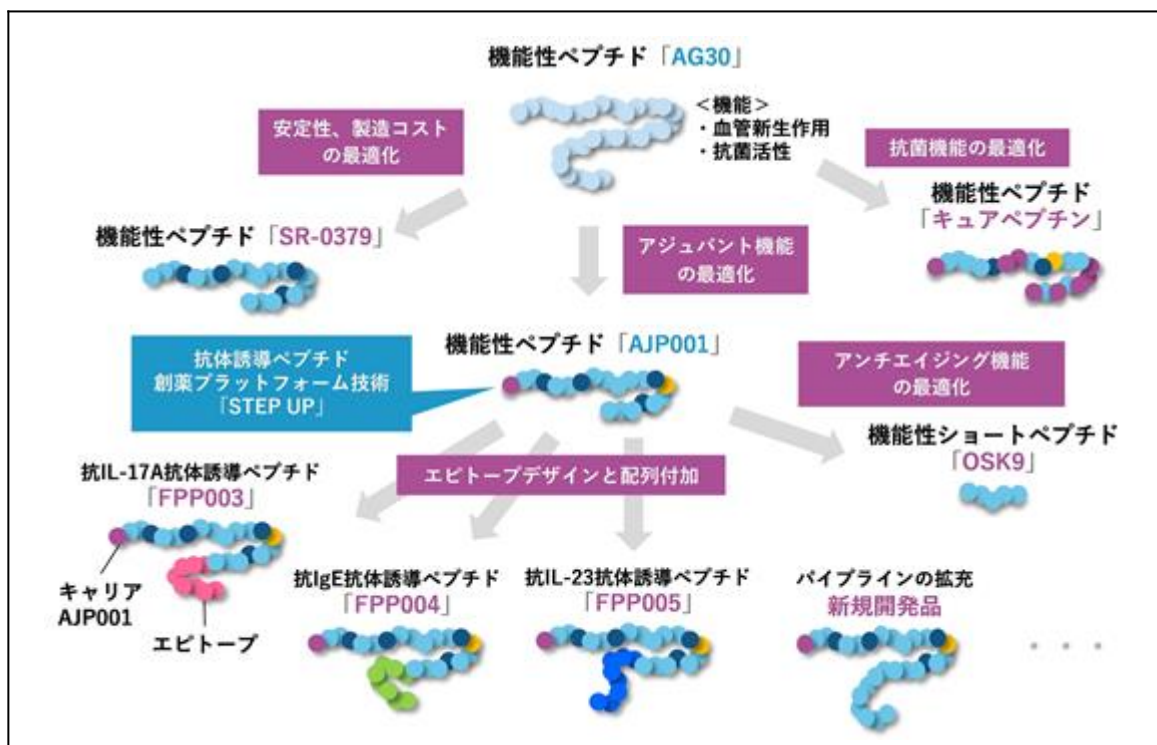 機能性ペプチド「AG30」
＜機能＞
・血管新生作用
・抗菌活性
安定性、製造コスト
の最適化
抗菌機能の最適化
機能性ペプチド
「キュアペプチン」
機能性ペプチド「SR-0379」
アジュバント機能
の最適化
機能性ペプチド「AJP001」
抗体誘導ペプチド
創薬プラットフォーム技術
「STEP UP」
アンチエイジング機能
の最適化
機能性ショートペプチド
「OSK9」
エピトープデザインと配列付加
抗IL-17A抗体誘導ペプチド
「FPP003」
キャリア
AJP001
エピトープ
抗IgE抗体誘導ペプチド
「FPP004」
抗IL-23抗体誘導ペプチド
「FPP005」
パイプラインの拡充
新規開発品
・・・